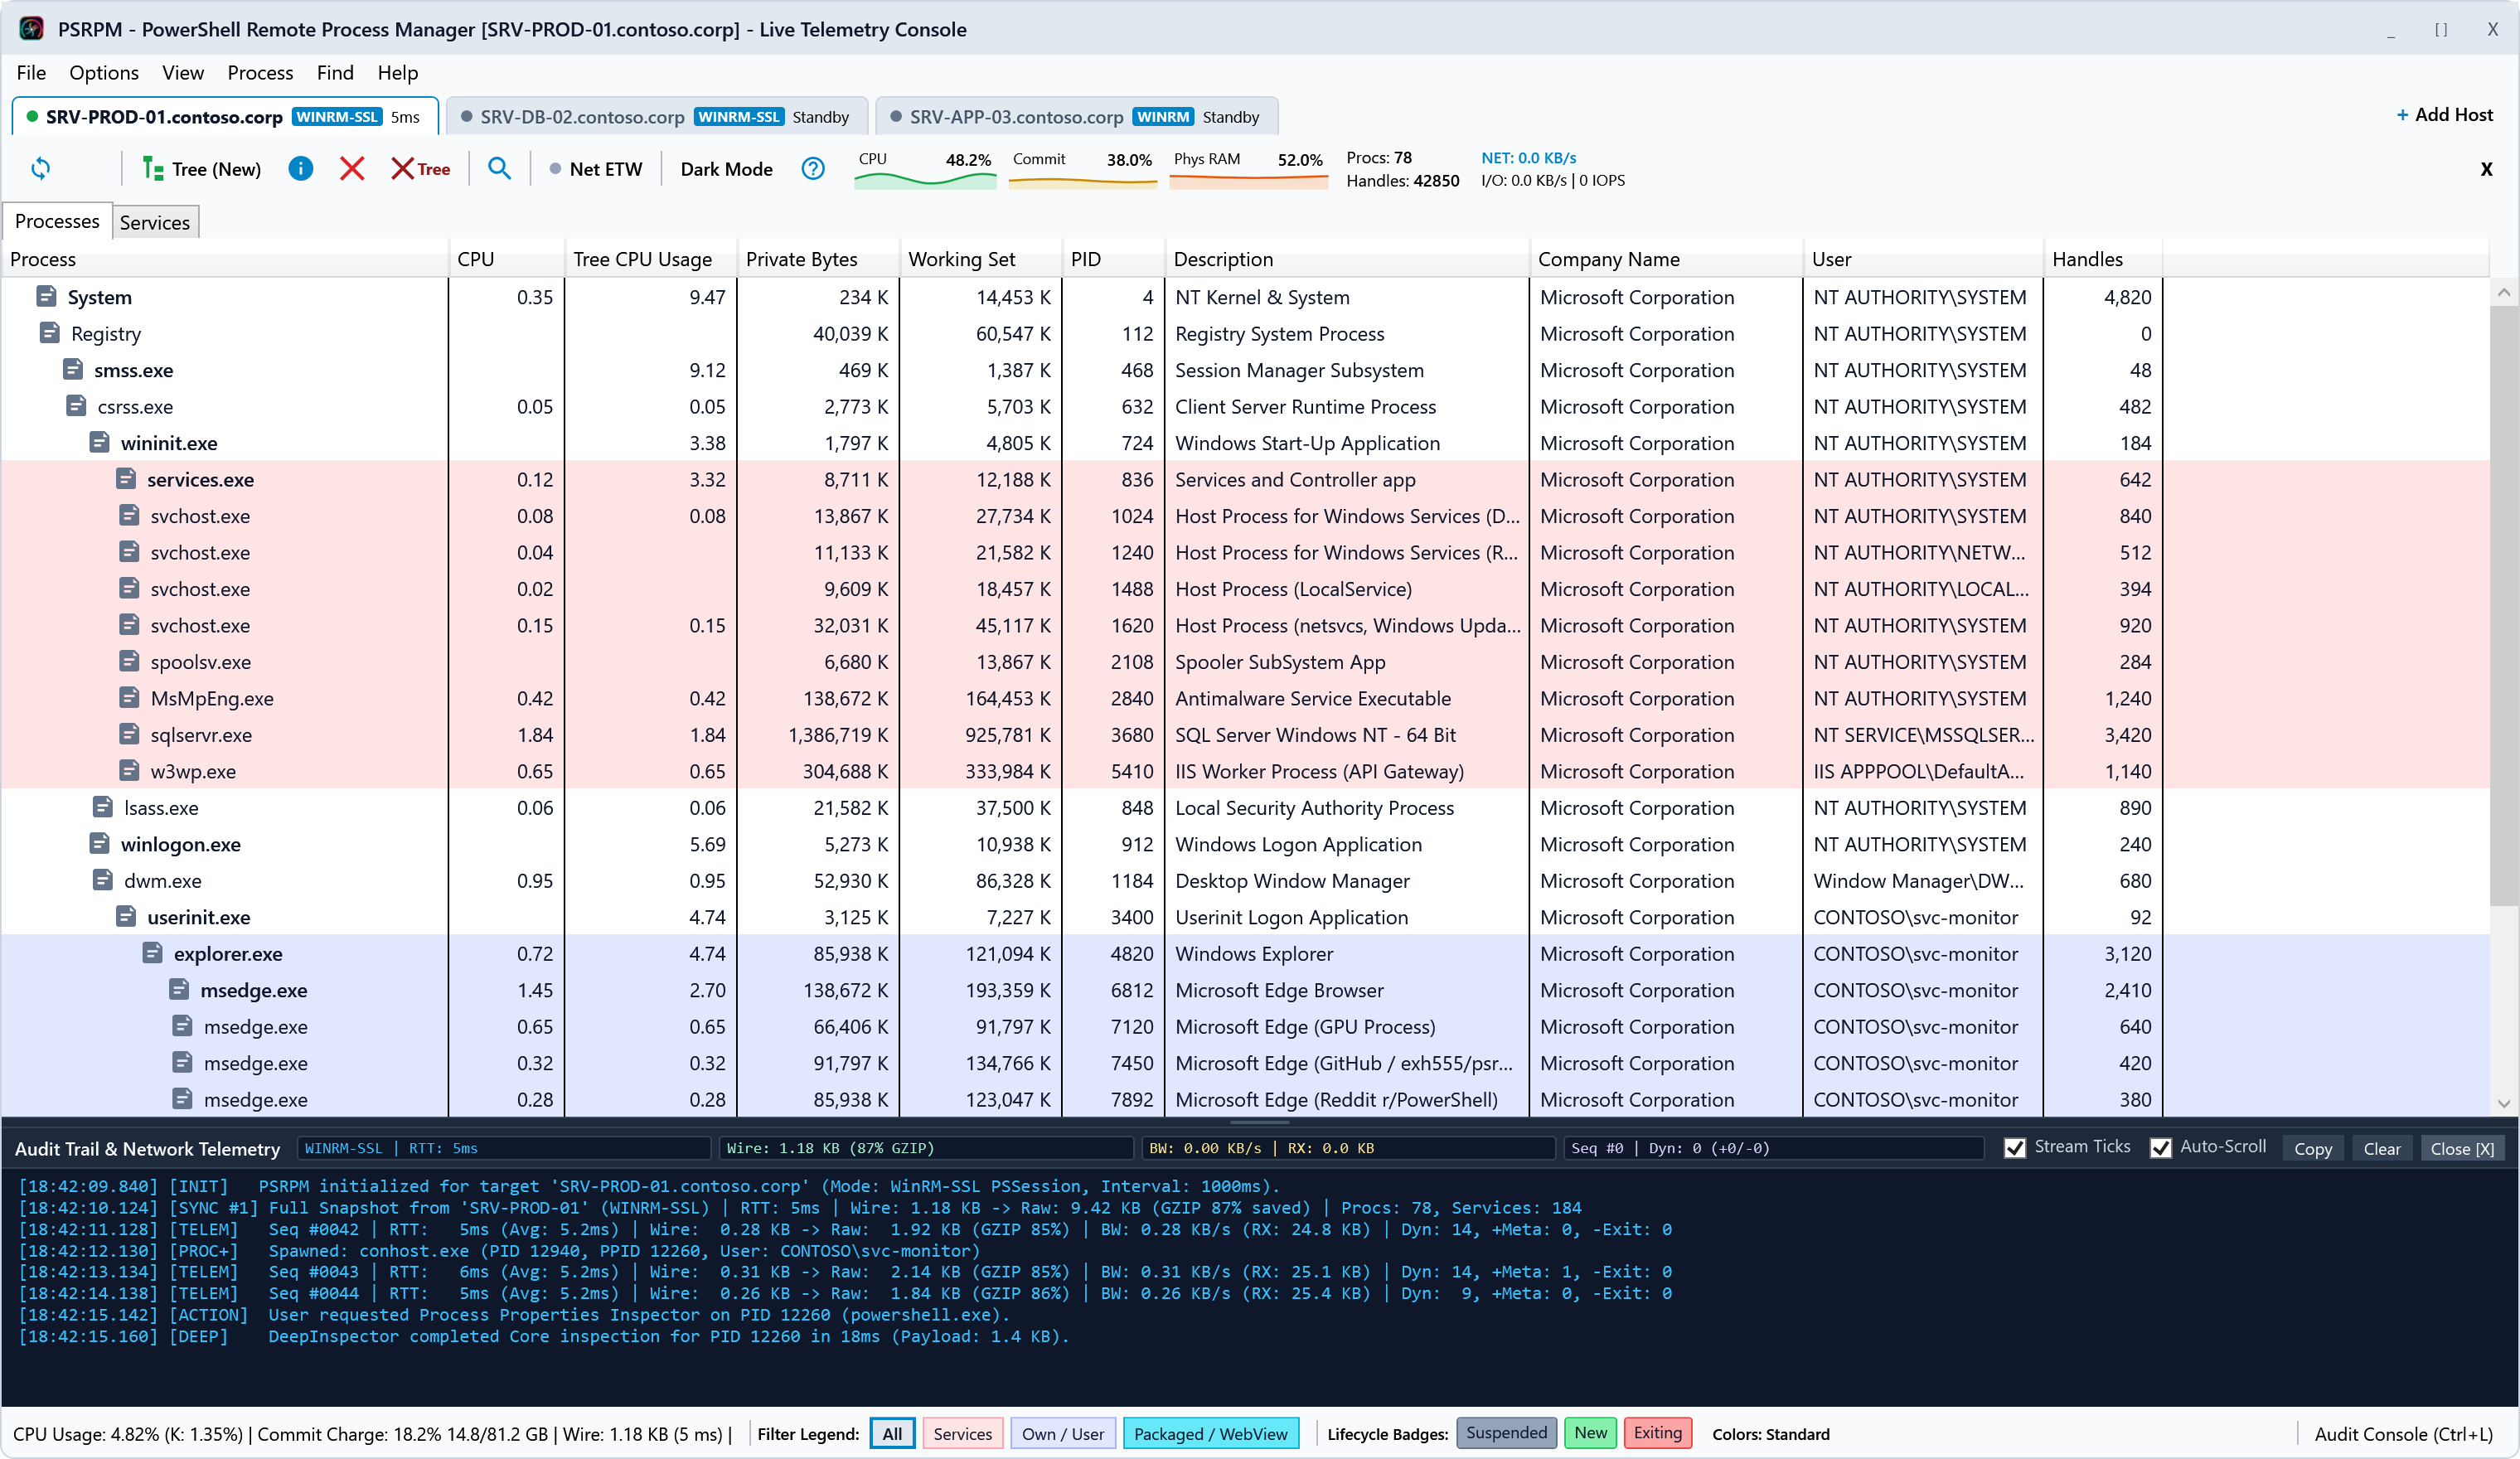 PSRPM - PowerShell Remote Process Manager [SRV-PROD-01.contoso.corp] - Live Telemetry Console _ [] X
File Options View Process Find Help
SRV-PROD-01.contoso.corp WINRM-SSL 5ms SRV-DB-02.contoso.corp WINRM-SSL Standby SRV-APP-03.contoso.corp WINRM Standby + Add Host
Tree (New) i X X Tree Net ETW Dark Mode ? CPU 48.2% Commit 38.0% Phys RAM 52.0% Procs: 78 NET: 0.0 KB/s X
Handles: 42850 I/O: 0.0 KB/s | 0 IOPS
Processes Services
Process CPU Tree CPU Usage Private Bytes Working Set PID Description Company Name User Handles
System 0.35 9.47 234 K 14,453 K 4 NT Kernel & System Microsoft Corporation NT AUTHORITY\SYSTEM 4,820
Registry 40,039 K 60,547 K 112 Registry System Process Microsoft Corporation NT AUTHORITY\SYSTEM 0
smss.exe 9.12 469 K 1,387 K 468 Session Manager Subsystem Microsoft Corporation NT AUTHORITY\SYSTEM 48
csrss.exe 0.05 0.05 2,773 K 5,703 K 632 Client Server Runtime Process Microsoft Corporation NT AUTHORITY\SYSTEM 482
wininit.exe 3.38 1,797 K 4,805 K 724 Windows Start-Up Application Microsoft Corporation NT AUTHORITY\SYSTEM 184
services.exe 0.12 3.32 8,711 K 12,188 K 836 Services and Controller app Microsoft Corporation NT AUTHORITY\SYSTEM 642
svchost.exe 0.08 0.08 13,867 K 27,734 K 1024 Host Process for Windows Services (D... Microsoft Corporation NT AUTHORITY\SYSTEM 840
svchost.exe 0.04 11,133 K 21,582 K 1240 Host Process for Windows Services (R... Microsoft Corporation NT AUTHORITY\NETW... 512
svchost.exe 0.02 9,609 K 18,457 K 1488 Host Process (LocalService) Microsoft Corporation NT AUTHORITY\LOCAL... 394
svchost.exe 0.15 0.15 32,031 K 45,117 K 1620 Host Process (netsvcs, Windows Upda... Microsoft Corporation NT AUTHORITY\SYSTEM 920
spoolsv.exe 6,680 K 13,867 K 2108 Spooler SubSystem App Microsoft Corporation NT AUTHORITY\SYSTEM 284
MsMpEng.exe 0.42 0.42 138,672 K 164,453 K 2840 Antimalware Service Executable Microsoft Corporation NT AUTHORITY\SYSTEM 1,240
sqlservr.exe 1.84 1.84 1,386,719 K 925,781 K 3680 SQL Server Windows NT - 64 Bit Microsoft Corporation NT SERVICE\MSSQLSER... 3,420
w3wp.exe 0.65 0.65 304,688 K 333,984 K 5410 IIS Worker Process (API Gateway) Microsoft Corporation IIS APPPOOL\DefaultA... 1,140
lsass.exe 0.06 0.06 21,582 K 37,500 K 848 Local Security Authority Process Microsoft Corporation NT AUTHORITY\SYSTEM 890
winlogon.exe 5.69 5,273 K 10,938 K 912 Windows Logon Application Microsoft Corporation NT AUTHORITY\SYSTEM 240
dwm.exe 0.95 0.95 52,930 K 86,328 K 1184 Desktop Window Manager Microsoft Corporation Window Manager\DW... 680
userinit.exe 4.74 3,125 K 7,227 K 3400 Userinit Logon Application Microsoft Corporation CONTOSO\svc-monitor 92
explorer.exe 0.72 4.74 85,938 K 121,094 K 4820 Windows Explorer Microsoft Corporation CONTOSO\svc-monitor 3,120
msedge.exe 1.45 2.70 138,672 K 193,359 K 6812 Microsoft Edge Browser Microsoft Corporation CONTOSO\svc-monitor 2,410
msedge.exe 0.65 0.65 66,406 K 91,797 K 7120 Microsoft Edge (GPU Process) Microsoft Corporation CONTOSO\svc-monitor 640
msedge.exe 0.32 0.32 91,797 K 134,766 K 7450 Microsoft Edge (GitHub / exh555/psr... Microsoft Corporation CONTOSO\svc-monitor 420
msedge.exe 0.28 0.28 85,938 K 123,047 K 7892 Microsoft Edge (Reddit r/PowerShell) Microsoft Corporation CONTOSO\svc-monitor 380
Audit Trail & Network Telemetry WINRM-SSL | RTT: 5ms Wire: 1.18 KB (87% GZIP) BW: 0.00 KB/s | RX: 0.0 KB Seq #0 | Dyn: 0 (+0/-0) Stream Ticks Auto-Scroll Copy Clear Close [X]
[18:42:09.840] [INIT] PSRPM initialized for target 'SRV-PROD-01.contoso.corp' (Mode: WinRM-SSL PSSession, Interval: 1000ms).
[18:42:10.124] [SYNC #1] Full Snapshot from 'SRV-PROD-01' (WINRM-SSL) | RTT: 5ms | Wire: 1.18 KB -> Raw: 9.42 KB (GZIP 87% saved) | Procs: 78, Services: 184
[18:42:11.128] [TELEM] Seq #0042 | RTT: 5ms (Avg: 5.2ms) | Wire: 0.28 KB -> Raw: 1.92 KB (GZIP 85%) | BW: 0.28 KB/s (RX: 24.8 KB) | Dyn: 14, +Meta: 0, -Exit: 0
[18:42:12.130] [PROC+] Spawned: conhost.exe (PID 12940, PPID 12260, User: CONTOSO\svc-monitor)
[18:42:13.134] [TELEM] Seq #0043 | RTT: 6ms (Avg: 5.2ms) | Wire: 0.31 KB -> Raw: 2.14 KB (GZIP 85%) | BW: 0.31 KB/s (RX: 25.1 KB) | Dyn: 14, +Meta: 1, -Exit: 0
[18:42:14.138] [TELEM] Seq #0044 | RTT: 5ms (Avg: 5.2ms) | Wire: 0.26 KB -> Raw: 1.84 KB (GZIP 86%) | BW: 0.26 KB/s (RX: 25.4 KB) | Dyn: 9, +Meta: 0, -Exit: 0
[18:42:15.142] [ACTION] User requested Process Properties Inspector on PID 12260 (powershell.exe).
[18:42:15.160] [DEEP] DeepInspector completed Core inspection for PID 12260 in 18ms (Payload: 1.4 KB).
CPU Usage: 4.82% (K: 1.35%) | Commit Charge: 18.2% 14.8/81.2 GB | Wire: 1.18 KB (5 ms) | Filter Legend: All Services Own / User Packaged / WebView Lifecycle Badges: Suspended New Exiting Colors: Standard Audit Console (Ctrl+L)